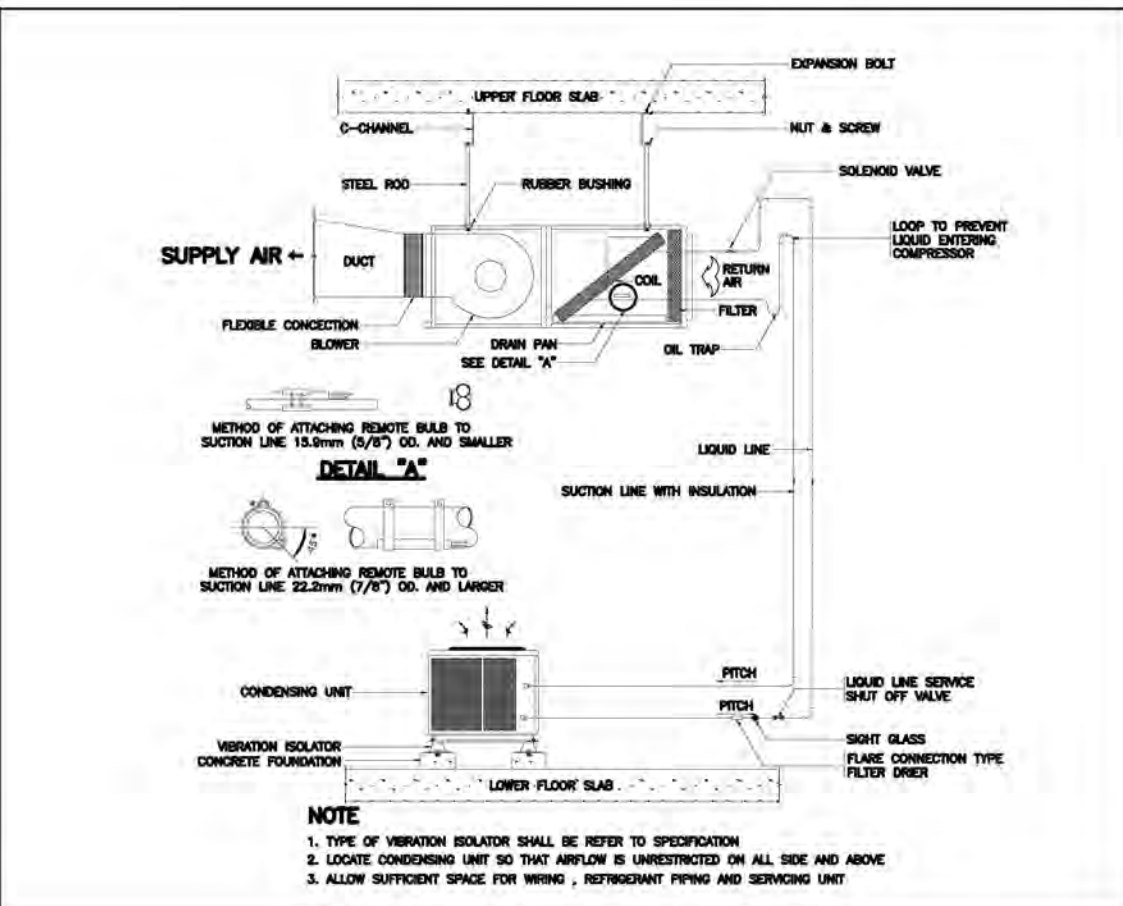 EXPANSION BOLT
UPPER FLOOR SLAB
C-CHANNEL
NUT & SCREW
SOLENOID VALVE
STEEL ROD
RUBBER BUSHING
LOOP TO PREVENT
LIQUID ENTERING
COMPRESSOR
SUPPLY AIR
DUCT
COIL
RETURN
AIR
FILTER
FLEXIBLE CONCECTION
BLOWER
DRAIN PAN
SEE DETAIL "A"
OIL TRAP
METHOD OF ATTACHING REMOTE BULB TO
SUCTION LINE 15.9mm (5/8") OD. AND SMALLER
DETAIL "A"
LIQUID LINE
SUCTION LINE WITH INSULATION
METHOD OF ATTACHING REMOTE BULB TO
SUCTION LINE 22.2mm (7/8") OD. AND LARGER
CONDENSING UNIT
PITCH
PITCH
LIQUID LINE SERVICE
SHUT OFF VALVE
SIGHT GLASS
FLARE CONNECTION TYPE
FILTER DRIER
VIBRATION ISOLATOR
CONCRETE FOUNDATION
LOWER FLOOR SLAB
NOTE
1. TYPE OF VIBRATION ISOLATOR SHALL BE REFER TO SPECIFICATION
2. LOCATE CONDENSING UNIT SO THAT AIRFLOW IS UNRESTRICTED ON ALL SIDE AND ABOVE
3. ALLOW SUFFICIENT SPACE FOR WIRING , REFRIGERANT PIPING AND SERVICING UNIT